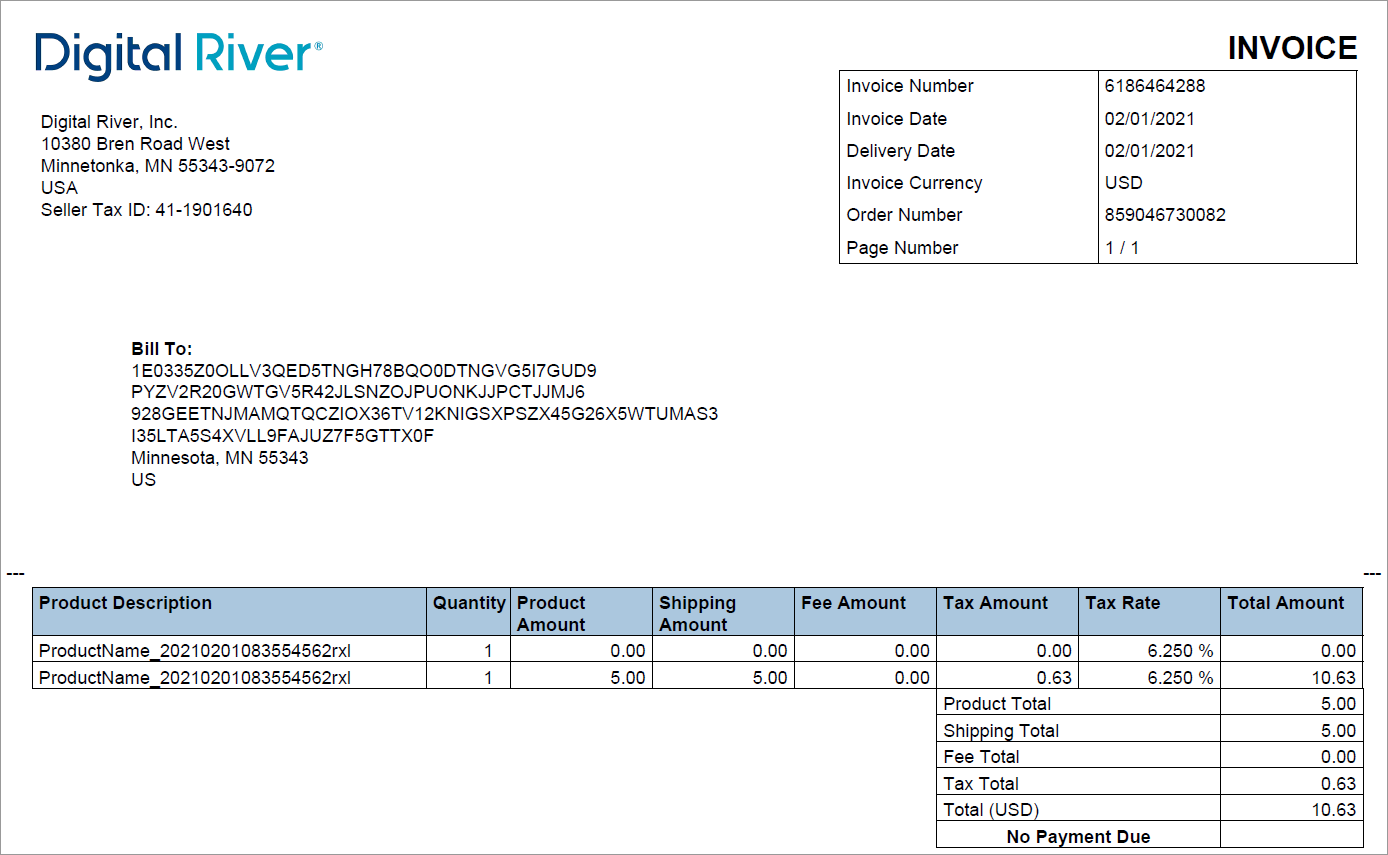 Digital River®
INVOICE
Invoice Number 6186464288
Invoice Date 02/01/2021
Delivery Date 02/01/2021
Invoice Currency USD
Order Number 859046730082
Page Number 1 / 1
Digital River, Inc.
10380 Bren Road West
Minnetonka, MN 55343-9072
USA
Seller Tax ID: 41-1901640
Bill To:
1E0335Z0OLLV3QED5TNGH78BQO0DTNGVG5I7GUD9
PYZV2R20GWTGV5R42JLSNZOJPUONKJJPCTJJMJ6
928GEETNJMAMQTQCZIOX36TV12KNIGSXPSZX45G26X5WTUMAS3
I35LTA5S4XVLL9FAJUZ7F5GTTX0F
Minnesota, MN 55343
US
--- ---
Product Description Quantity Product Amount Shipping Amount Fee Amount Tax Amount Tax Rate Total Amount
ProductName_20210201083554562rxl 1 0.00 0.00 0.00 0.00 6.250 % 0.00
ProductName_20210201083554562rxl 1 5.00 5.00 0.00 0.63 6.250 % 10.63
Product Total 5.00
Shipping Total 5.00
Fee Total 0.00
Tax Total 0.63
Total (USD) 10.63
No Payment Due